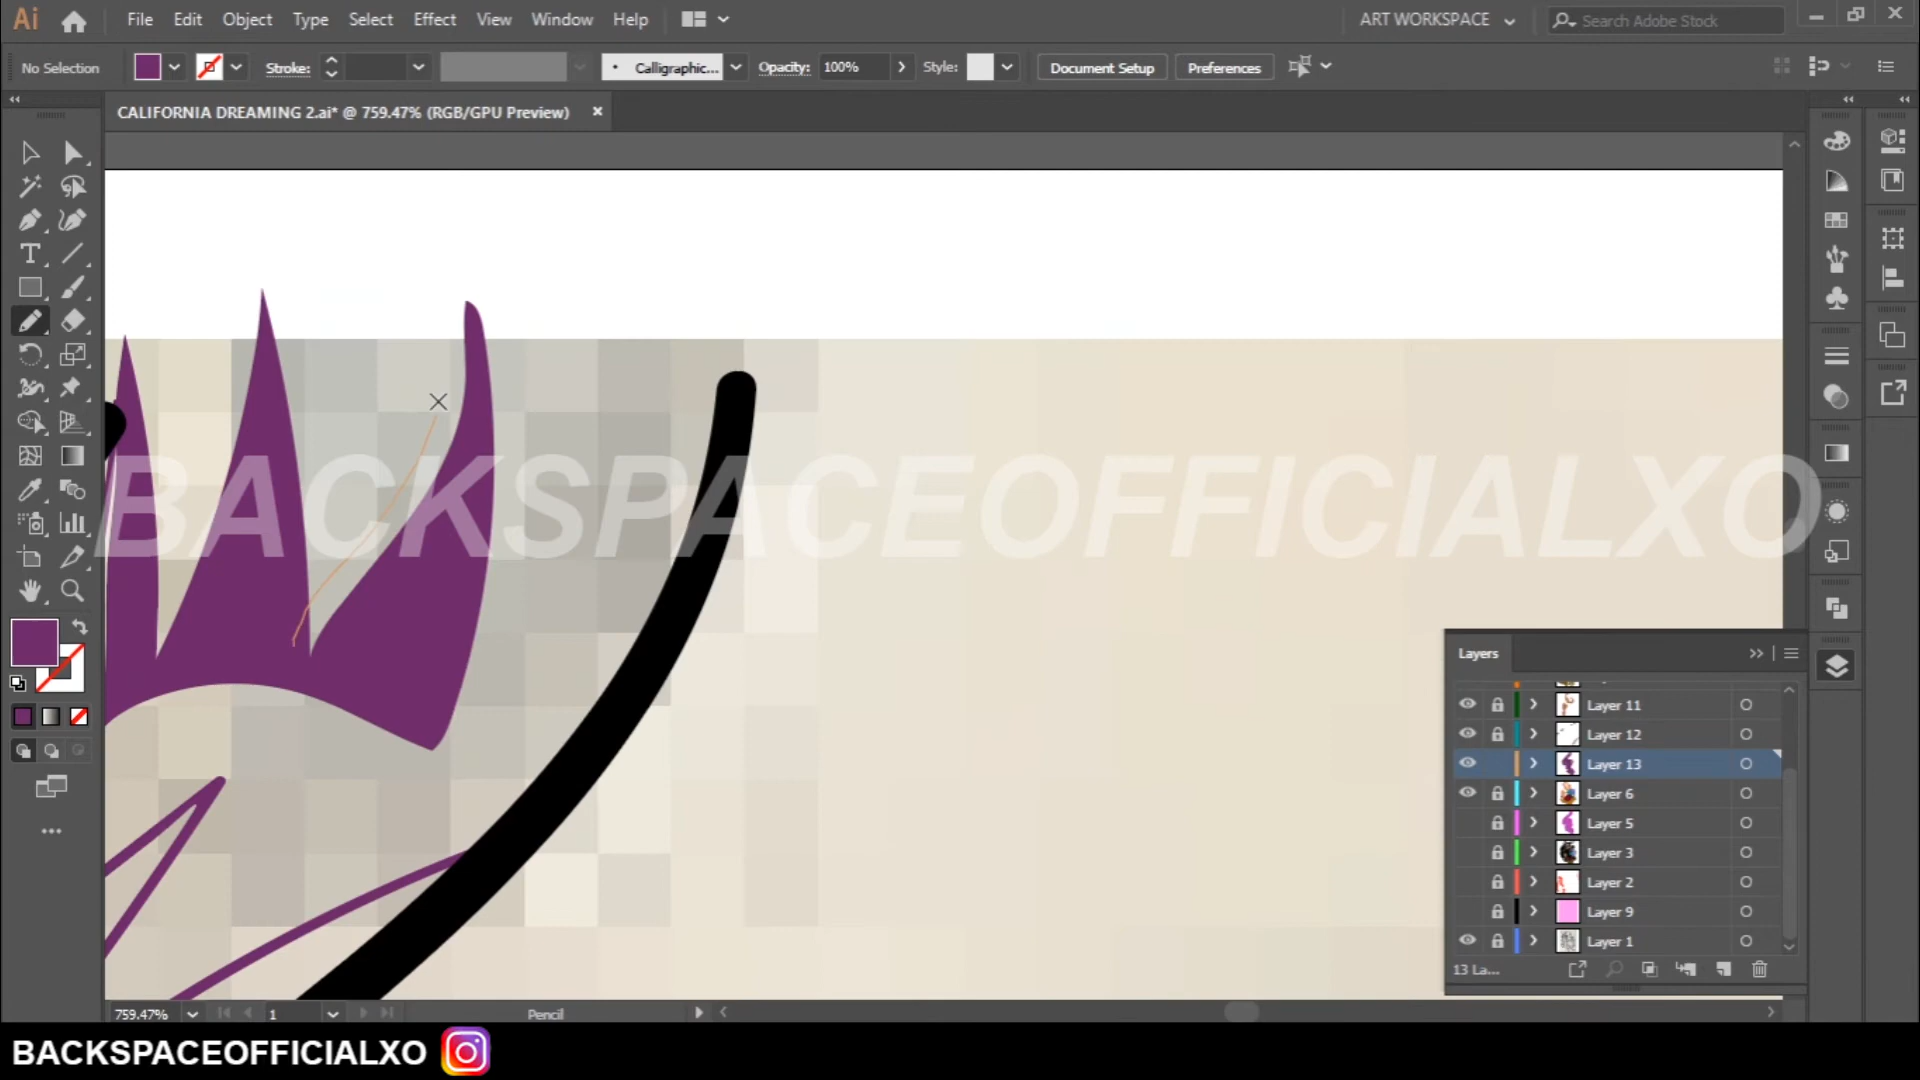 Ai File Edit Object Type Select Effect View Window Help ART WORKSPACE Search Adobe Stock
No Selection Stroke: Calligraphic... Opacity: 100% Style: Document Setup Preferences
CALIFORNIA DREAMING 2.ai* @ 759.47% (RGB/GPU Preview)
BACKSPACEOFFICIALXO
Layers
Layer 11
Layer 12
Layer 13
Layer 6
Layer 5
Layer 3
Layer 2
Layer 9
Layer 1
13 La...
759.47% 1 Pencil
BACKSPACEOFFICIALXO